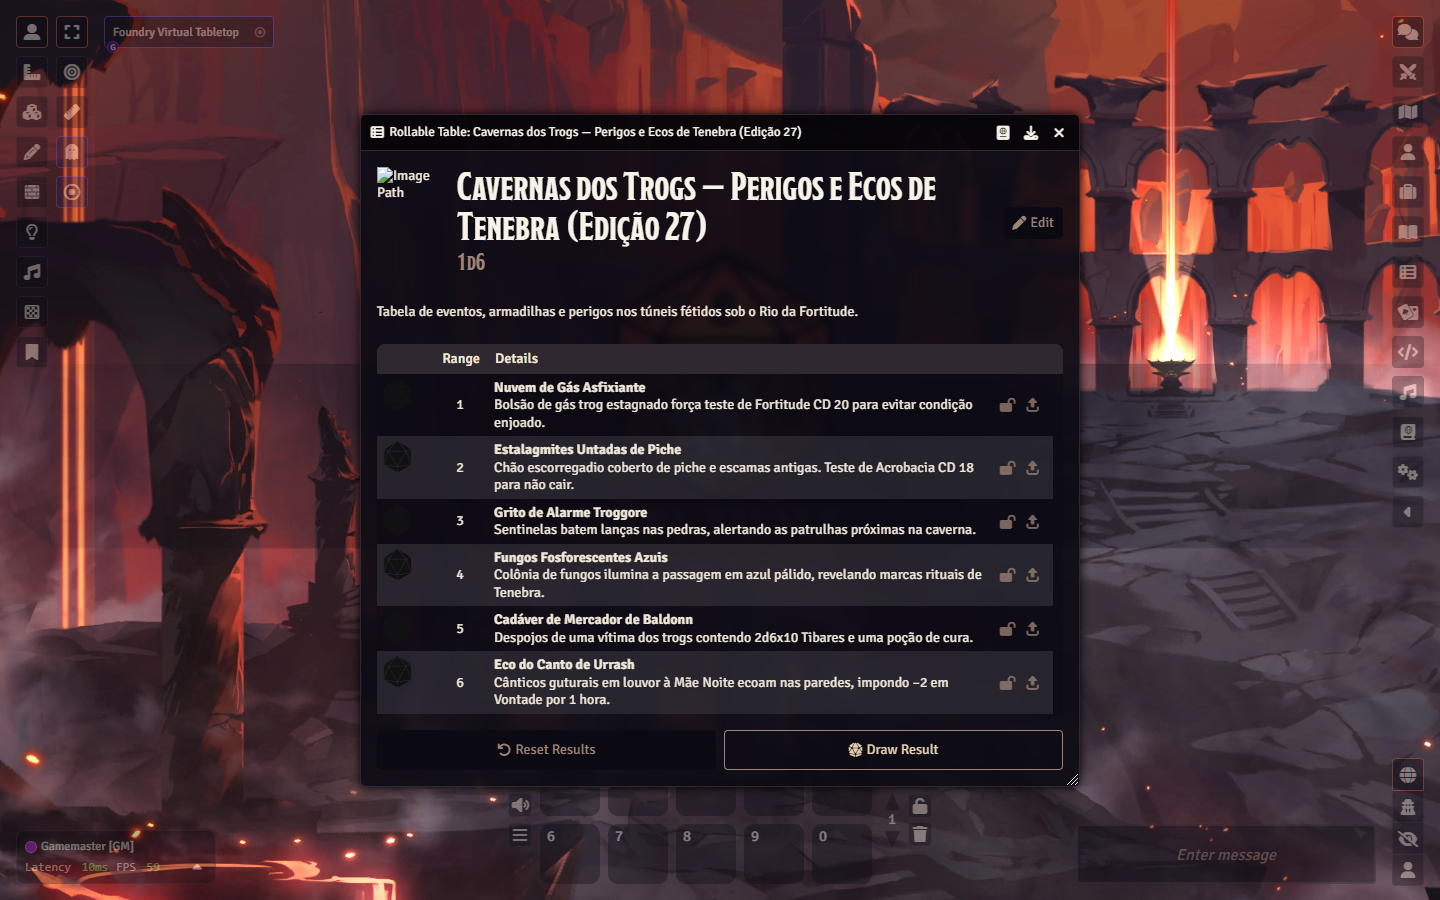 Foundry Virtual Tabletop
G
Rollable Table: Cavernas dos Trogs — Perigos e Ecos de Tenebra (Edição 27)
Image Path
Cavernas dos Trogs — Perigos e Ecos de
Tenebra (Edição 27)
1d6
Edit
Tabela de eventos, armadilhas e perigos nos túneis fétidos sob o Rio da Fortitude.
Range Details
Nuvem de Gás Asfixiante
1 Bolsão de gás trog estagnado força teste de Fortitude CD 20 para evitar condição
enjoado.
Estalagmites Untadas de Piche
2 Chão escorregadio coberto de piche e escamas antigas. Teste de Acrobacia CD 18
para não cair.
Grito de Alarme Troggore
3 Sentinelas batem lanças nas pedras, alertando as patrulhas próximas na caverna.
Fungos Fosforescentes Azuis
4 Colônia de fungos ilumina a passagem em azul pálido, revelando marcas rituais de
Tenebra.
Cadáver de Mercador de Baldonn
5 Despojos de uma vítima dos trogs contendo 2d6x10 Tibares e uma poção de cura.
Eco do Canto de Urrash
6 Cânticos guturais em louvor à Mãe Noite ecoam nas paredes, impondo −2 em
Vontade por 1 hora.
Reset Results Draw Result
1
6 7 8 9 0
Gamemaster [GM]
Latency 10ms FPS 59
Enter message